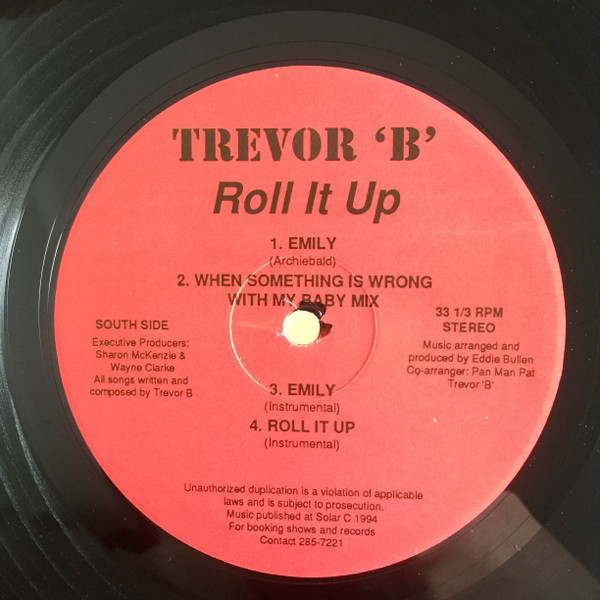 TREVOR 'B'
Roll It Up
1. EMILY
(Archiebald)
2. WHEN SOMETHING IS WRONG
WITH MY BABY MIX
SOUTH SIDE
Executive Producers:
Sharon McKenzie &
Wayne Clarke
All songs written and
composed by Trevor B
33 1/3 RPM
STEREO
Music arranged and
produced by Eddie Bullen
Co-arranger: Pan Man Pat
Trevor 'B'
3. EMILY
(Instrumental)
4. ROLL IT UP
(Instrumental)
Unauthorized duplication is a violation of applicable
laws and is subject to prosecution.
Music published at Solar C 1994
For booking shows and records
Contact 285-7221